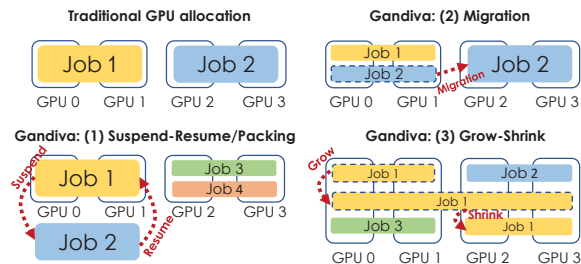 Traditional GPU allocation
Job 1
Job 2
GPU 0
GPU 1
GPU 2
GPU 3
Gandiva: (2) Migration
Job 1
Job 2
Migration
Job 2
GPU 0
GPU 1
GPU 2
GPU 3
Gandiva: (1) Suspend-Resume/Packing
Suspend
Job 1
Job 3
Job 4
GPU 0
GPU 1
GPU 2
GPU 3
Job 2
Resume
Gandiva: (3) Grow-Shrink
Grow
Job 1
Job 2
Job 1
Shrink
Job 3
Job 1
GPU 0
GPU 1
GPU 2
GPU 3